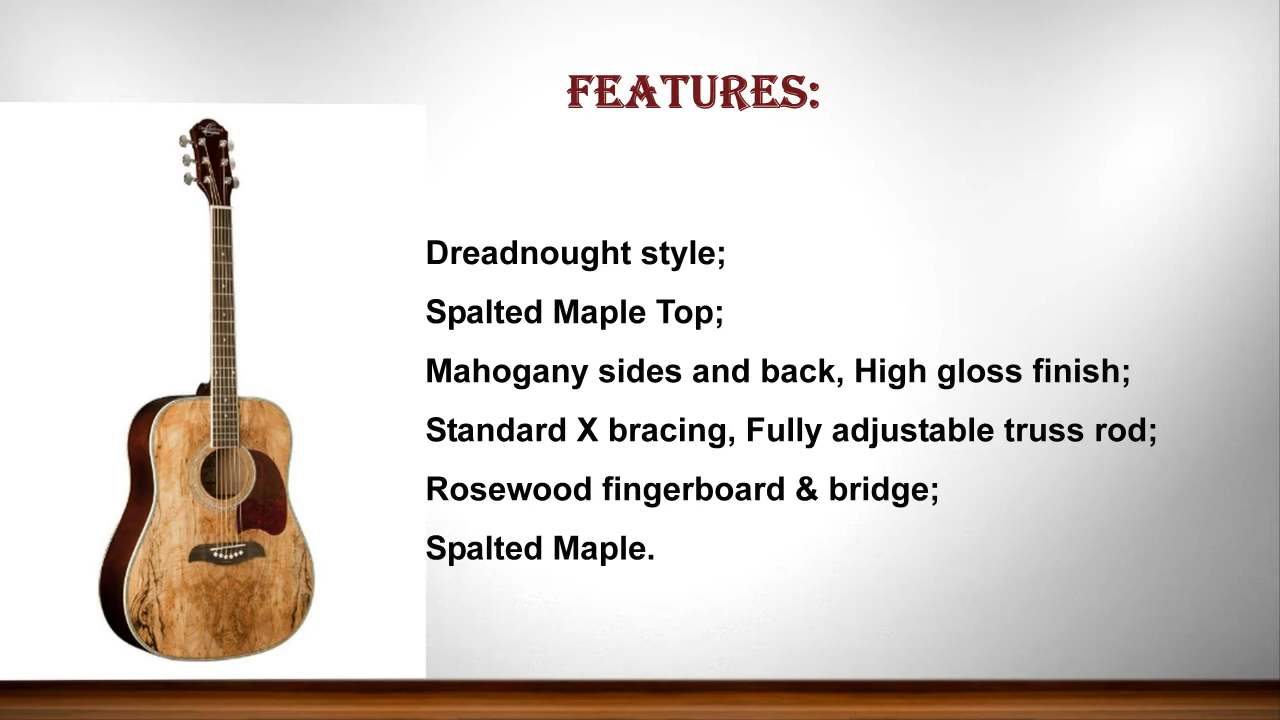 FEATURES:
Dreadnought style;
Spalted Maple Top;
Mahogany sides and back, High gloss finish;
Standard X bracing, Fully adjustable truss rod;
Rosewood fingerboard & bridge;
Spalted Maple.